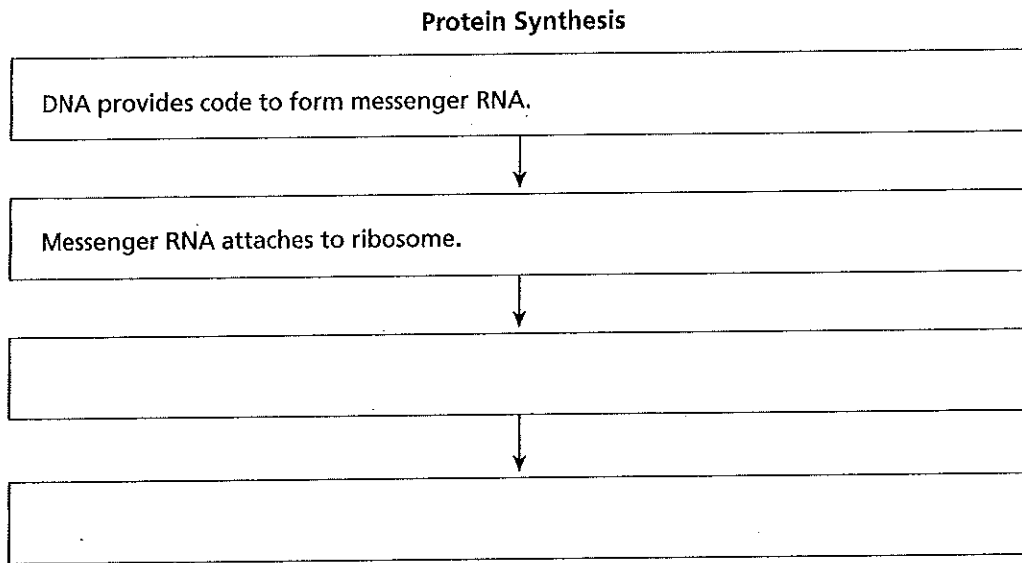 Protein Synthesis
DNA provides code to form messenger RNA.
Messenger RNA attaches to ribosome.